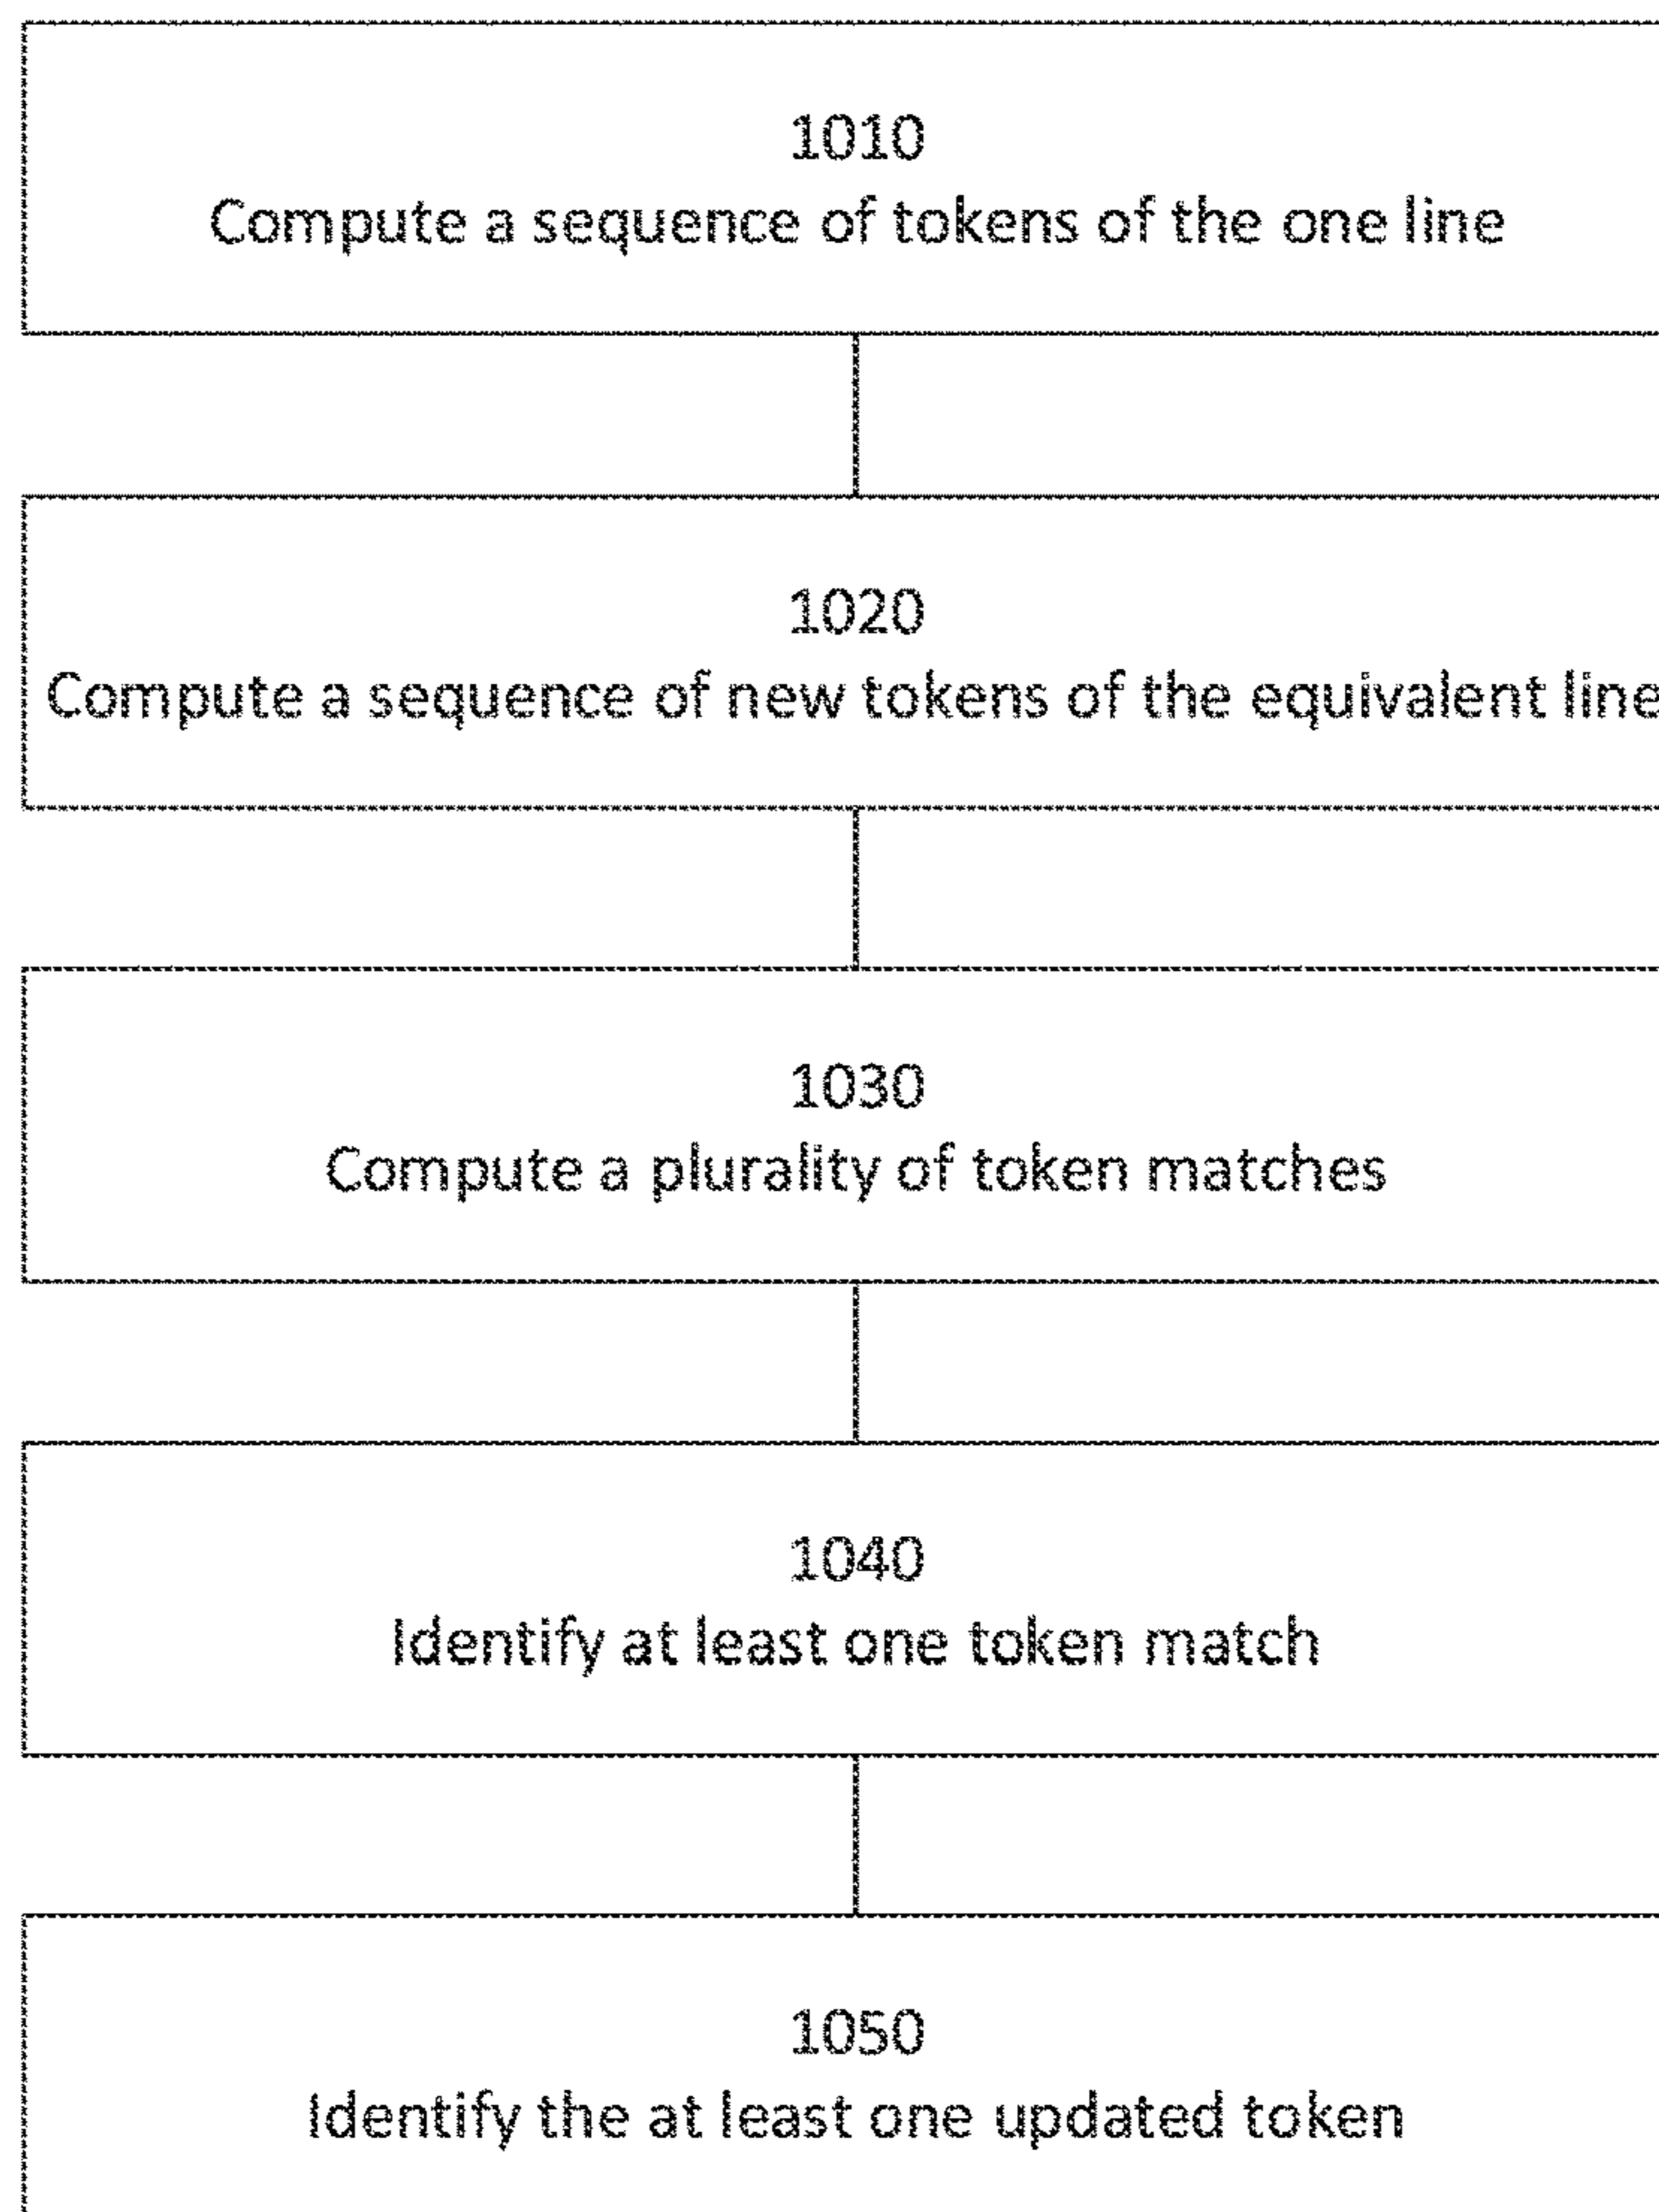 1010
Compute a sequence of tokens of the one line
1020
Compute a sequence of new tokens of the equivalent line
1030
Compute a plurality of token matches
1040
Identify at least one token match
1050
Identify the at least one updated token